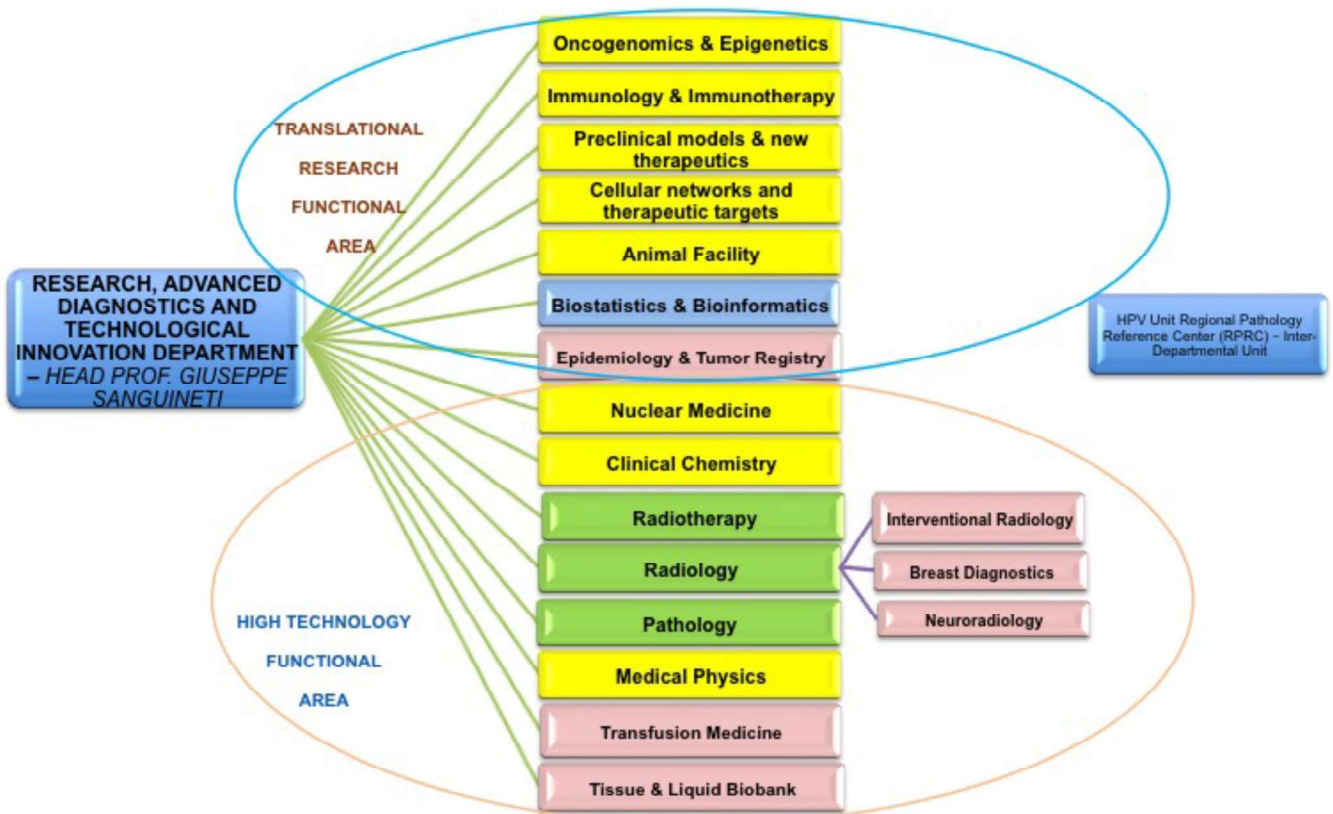 Oncogenomics & Epigenetics
Immunology & Immunotherapy
Preclinical models & new
therapeutics
Cellular networks and
therapeutic targets
Animal Facility
Biostatistics & Bioinformatics
Epidemiology & Tumor Registry
Nuclear Medicine
Clinical Chemistry
Radiotherapy
Radiology
Pathology
Medical Physics
Transfusion Medicine
Tissue & Liquid Biobank
TRANSLATIONAL
RESEARCH
FUNCTIONAL
AREA
RESEARCH, ADVANCED
DIAGNOSTICS AND
TECHNOLOGICAL
INNOVATION DEPARTMENT
– HEAD PROF. GIUSEPPE
SANGUINETI
HIGH TECHNOLOGY
FUNCTIONAL
AREA
Interventional Radiology
Breast Diagnostics
Neuroradiology
HPV Unit Regional Pathology
Reference Center (RPRC) – Inter-
Departmental Unit